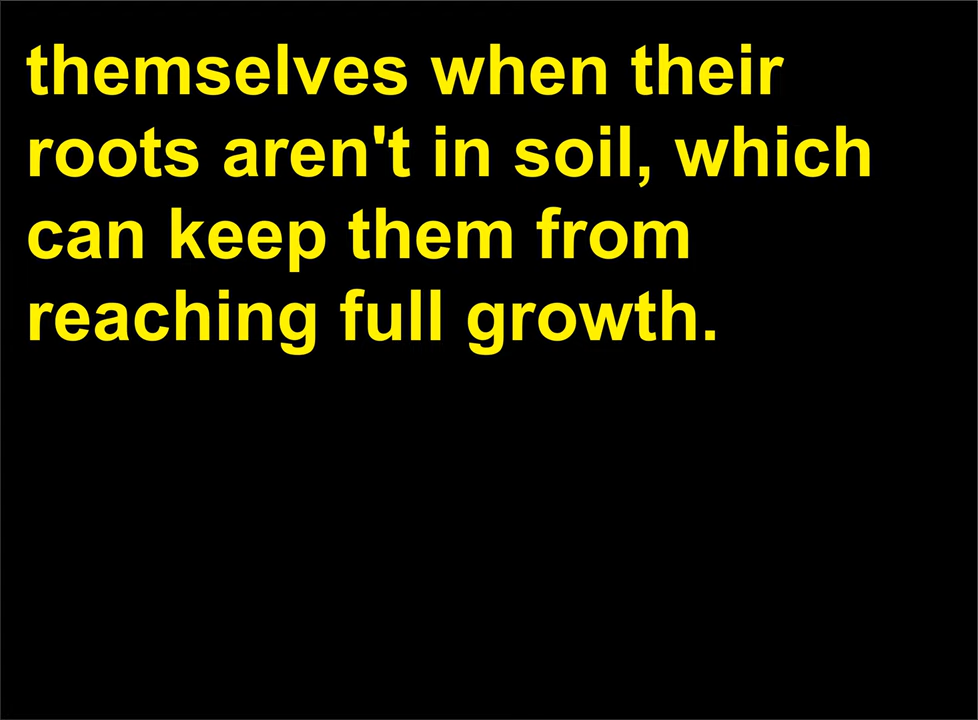 themselves when their
roots aren't in soil, which
can keep them from
reaching full growth.